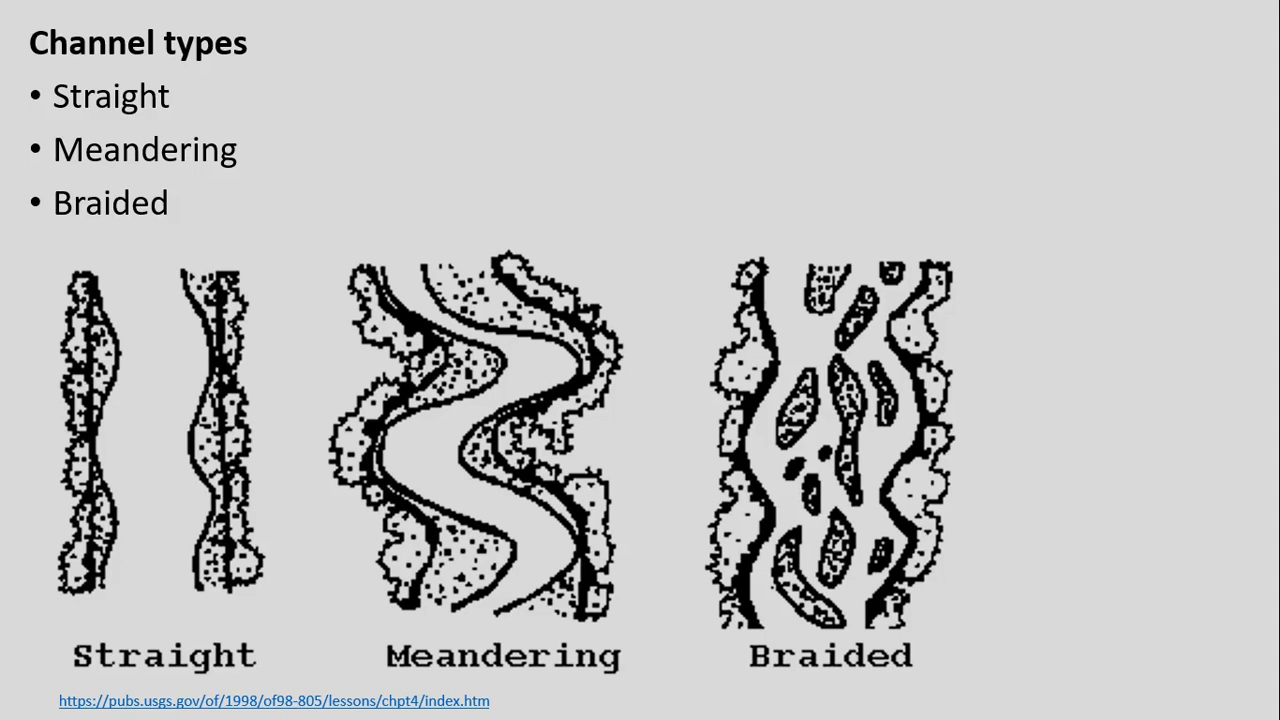 Channel types
• Straight
• Meandering
• Braided
Straight
Meandering
Braided
https://pubs.usgs.gov/of/1998/of98-805/lessons/chpt4/index.htm